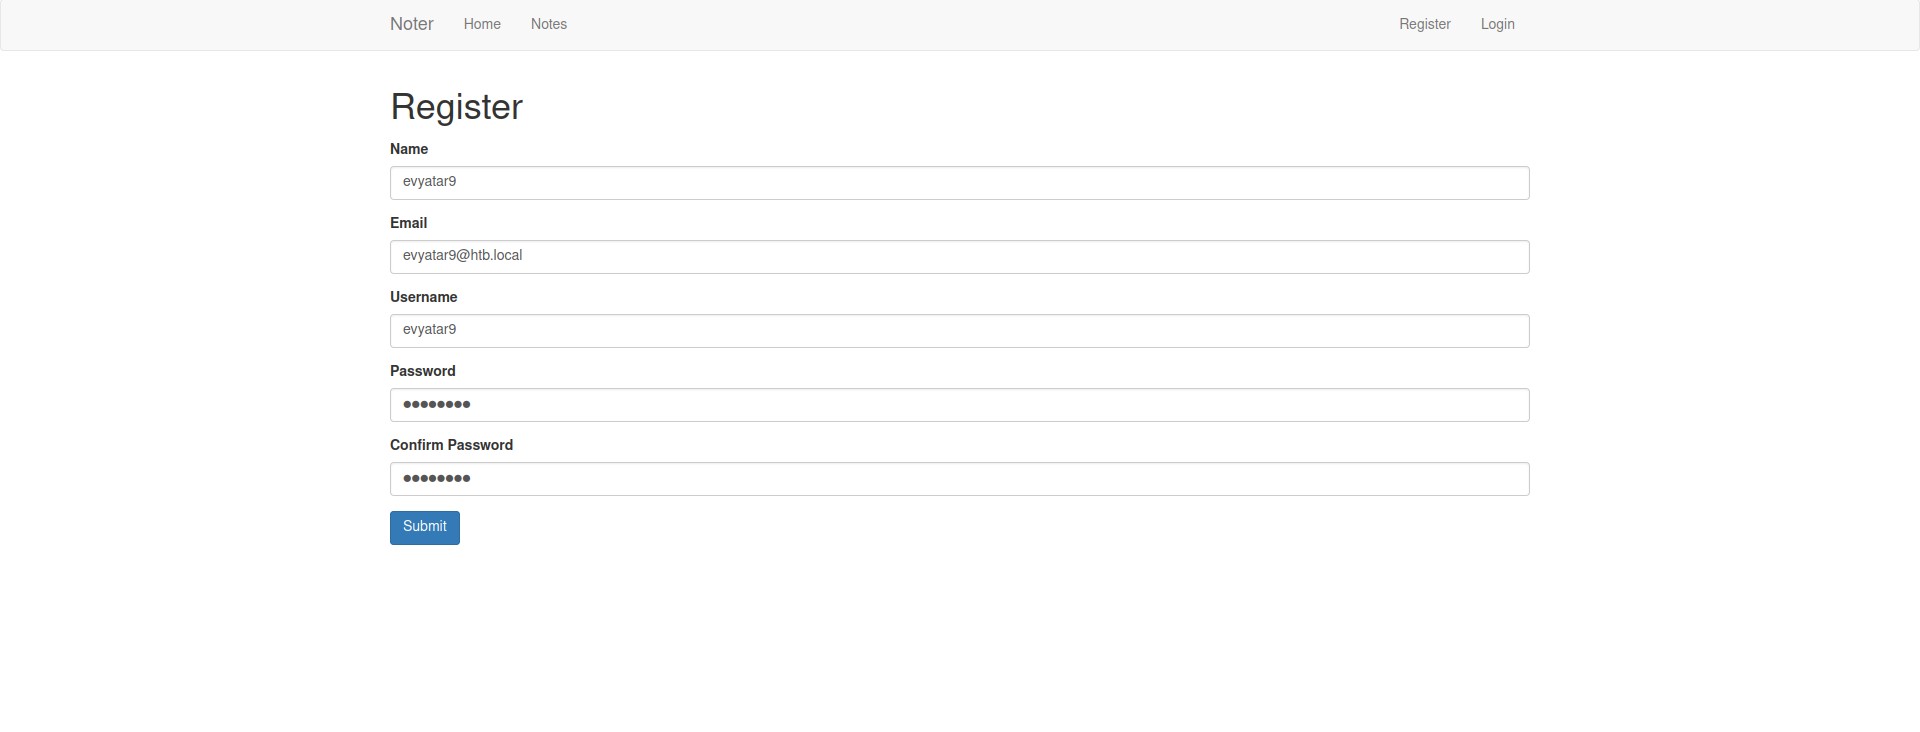 Noter Home Notes Register Login
Register
Name
evyatar9
Email
evyatar9@htb.local
Username
evyatar9
Password
●●●●●●●●
Confirm Password
●●●●●●●●
Submit